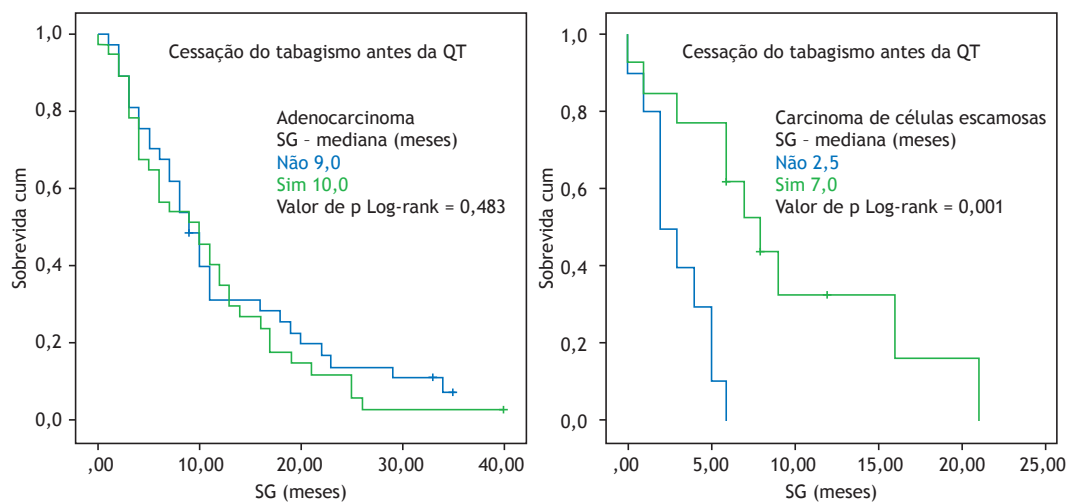 Cessação do tabagismo antes da QT
Adenocarcinoma
SG - mediana (meses)
Não 9,0
Sim 10,0
Valor de p Log-rank = 0,483
Sobrevida cum
1,0
0,8
0,6
0,4
0,2
0,0
,00 10,00 20,00 30,00 40,00
SG (meses)
Cessação do tabagismo antes da QT
Carcinoma de células escamosas
SG - mediana (meses)
Não 2,5
Sim 7,0
Valor de p Log-rank = 0,001
Sobrevida cum
1,0
0,8
0,6
0,4
0,2
0,0
,00 5,00 10,00 15,00 20,00 25,00
SG (meses)